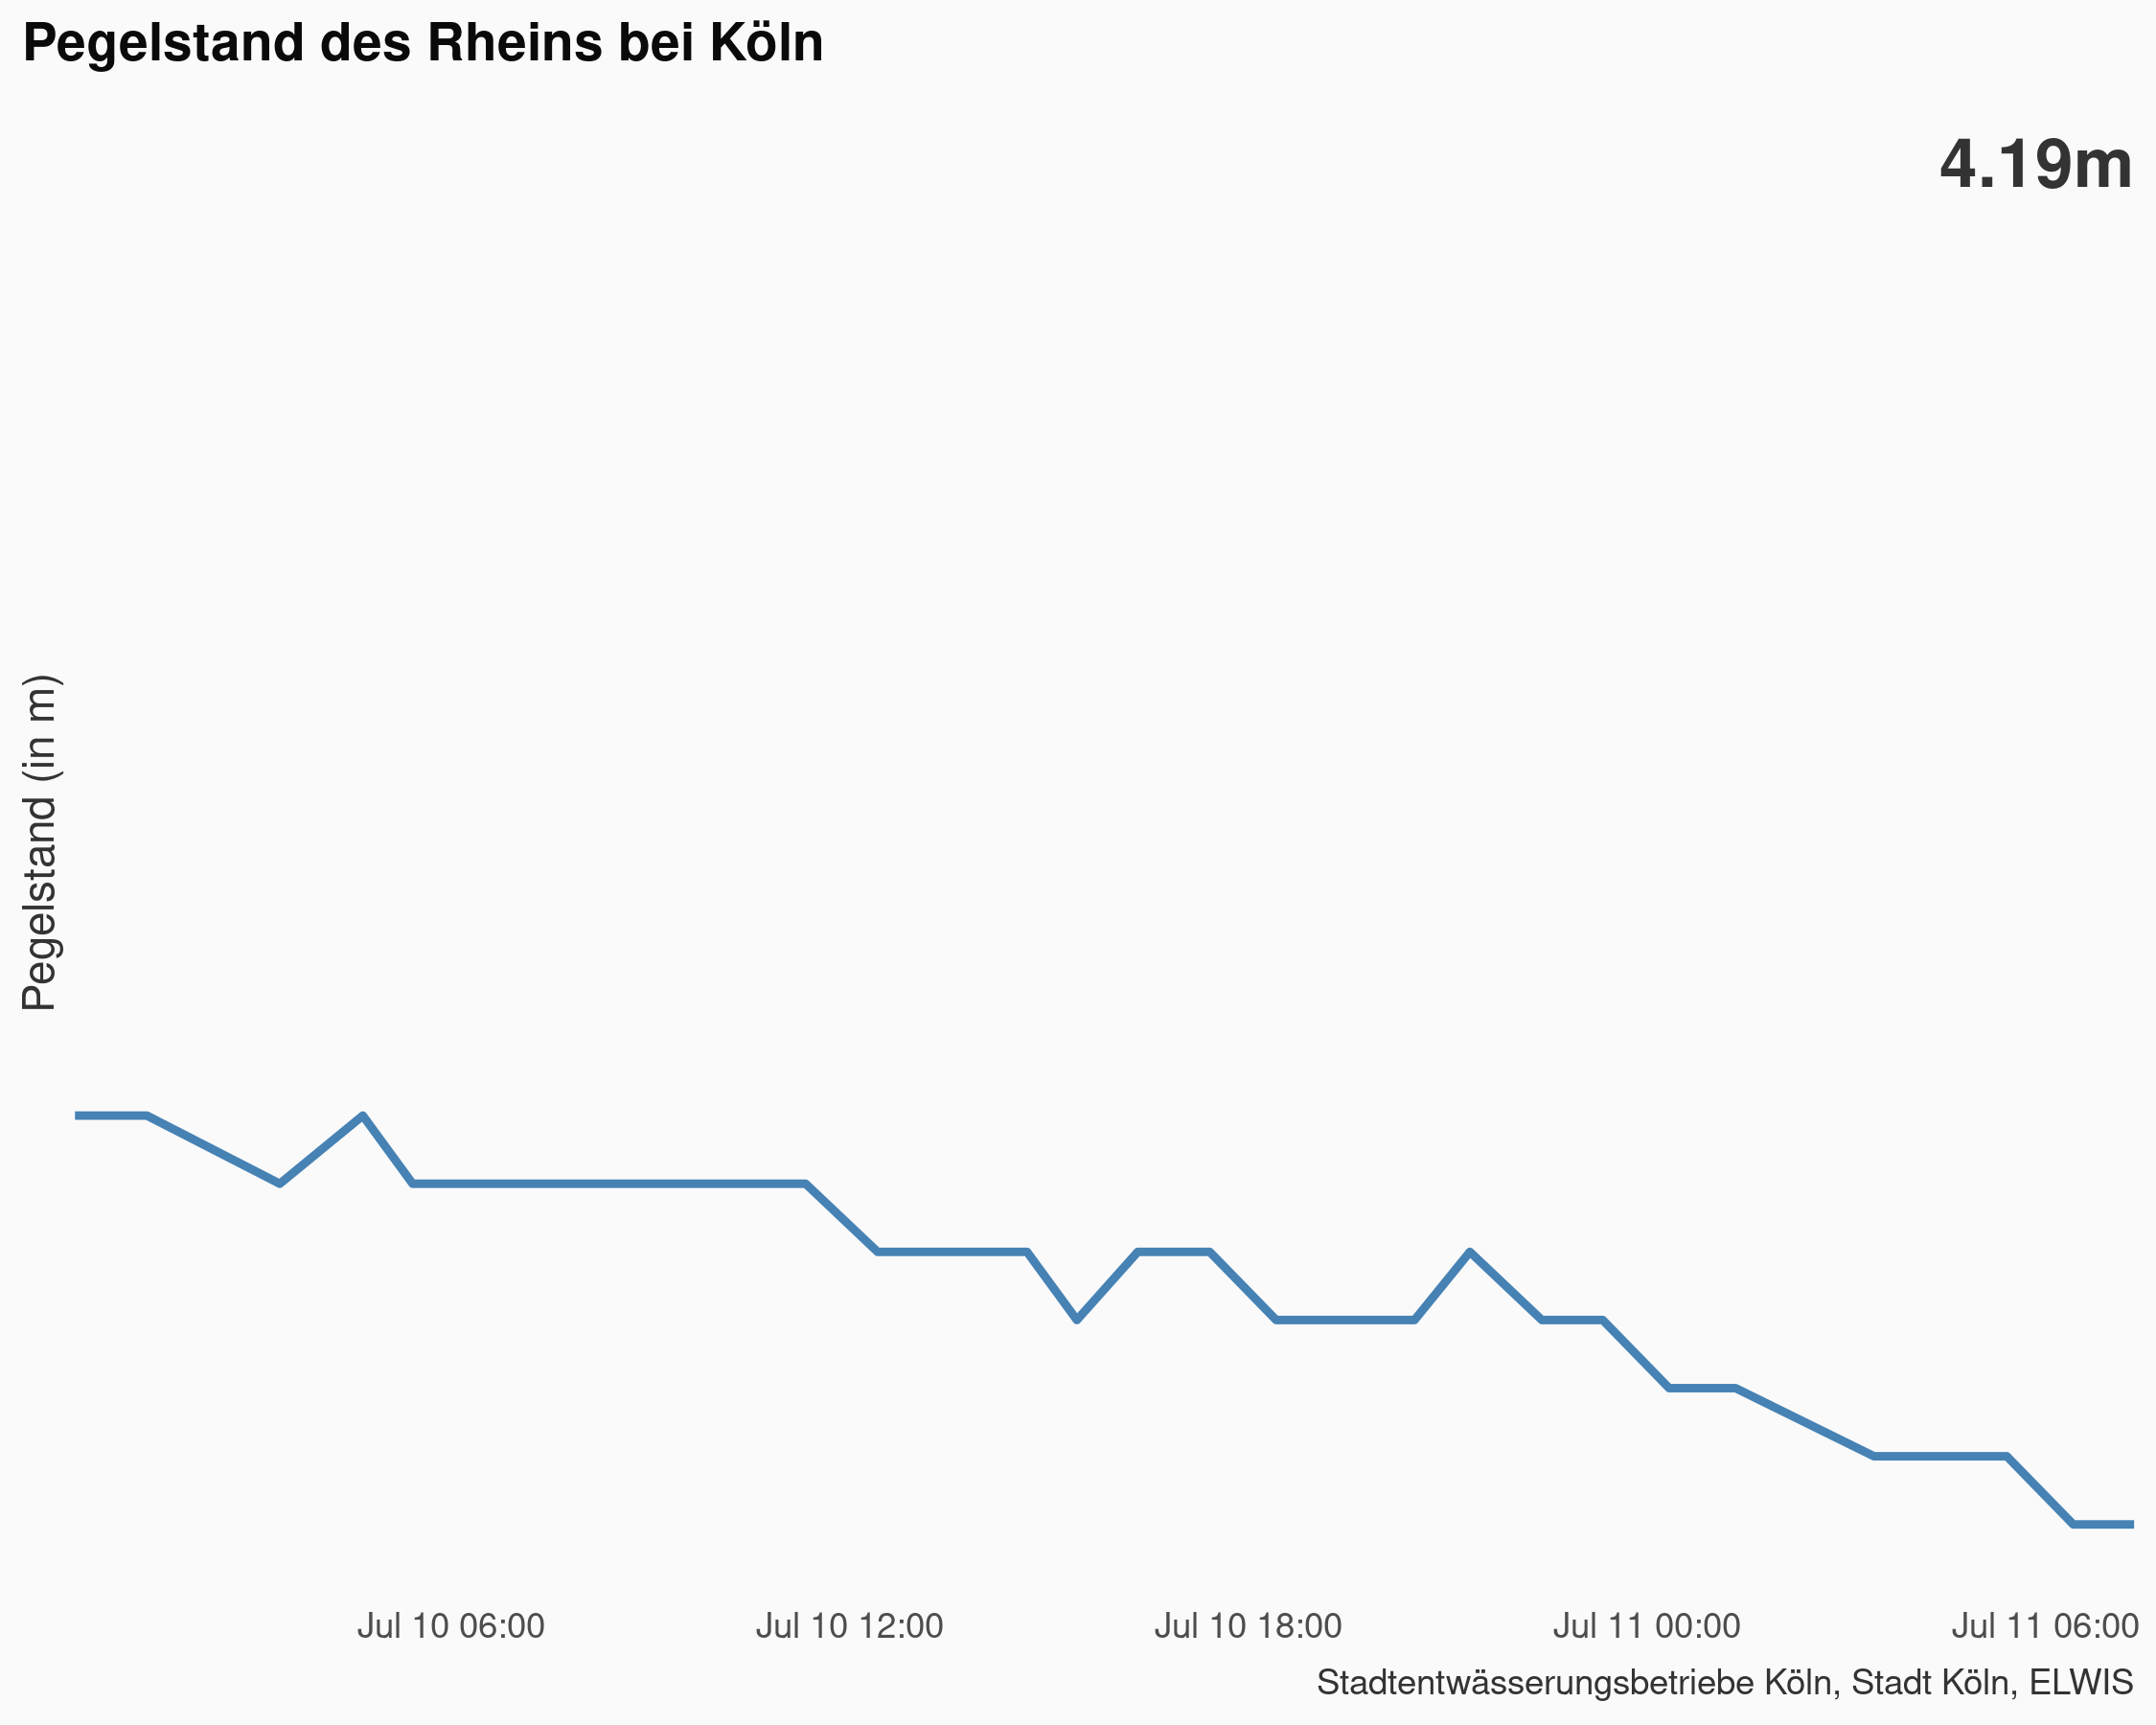 Pegelstand des Rheins bei Köln
4.19m
Pegelstand (in m)
Jul 10 06:00 Jul 10 12:00 Jul 10 18:00 Jul 11 00:00 Jul 11 06:00
Stadtentwässerungsbetriebe Köln, Stadt Köln, ELWIS